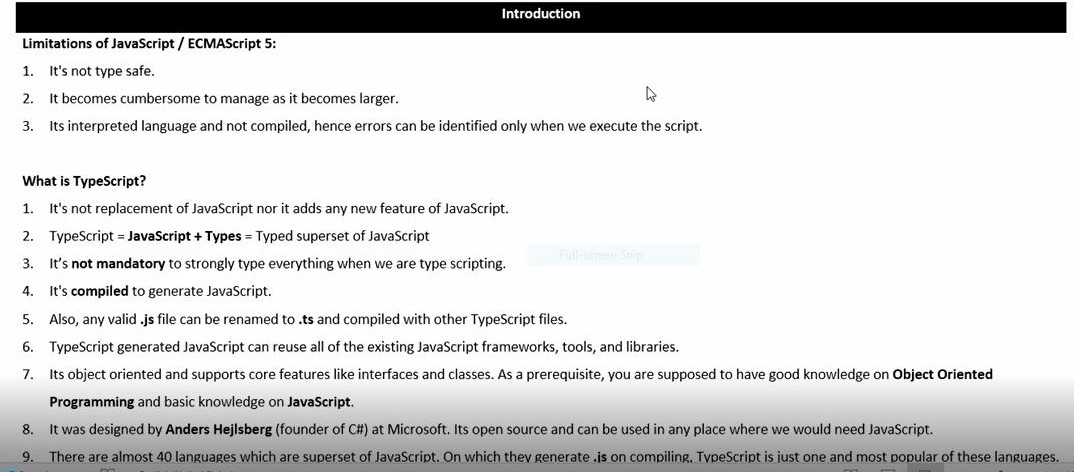 Introduction
Limitations of JavaScript / ECMAScript 5:
1. It's not type safe.
2. It becomes cumbersome to manage as it becomes larger.
3. Its interpreted language and not compiled, hence errors can be identified only when we execute the script.
What is TypeScript?
1. It's not replacement of JavaScript nor it adds any new feature of JavaScript.
2. TypeScript = JavaScript + Types = Typed superset of JavaScript
Full-screen Snip
3. It’s not mandatory to strongly type everything when we are type scripting.
4. It's compiled to generate JavaScript.
5. Also, any valid .js file can be renamed to .ts and compiled with other TypeScript files.
6. TypeScript generated JavaScript can reuse all of the existing JavaScript frameworks, tools, and libraries.
7. Its object oriented and supports core features like interfaces and classes. As a prerequisite, you are supposed to have good knowledge on Object Oriented
Programming and basic knowledge on JavaScript.
8. It was designed by Anders Hejlsberg (founder of C#) at Microsoft. Its open source and can be used in any place where we would need JavaScript.
9. There are almost 40 languages which are superset of JavaScript. On which they generate .js on compiling. TypeScript is just one and most popular of these languages.